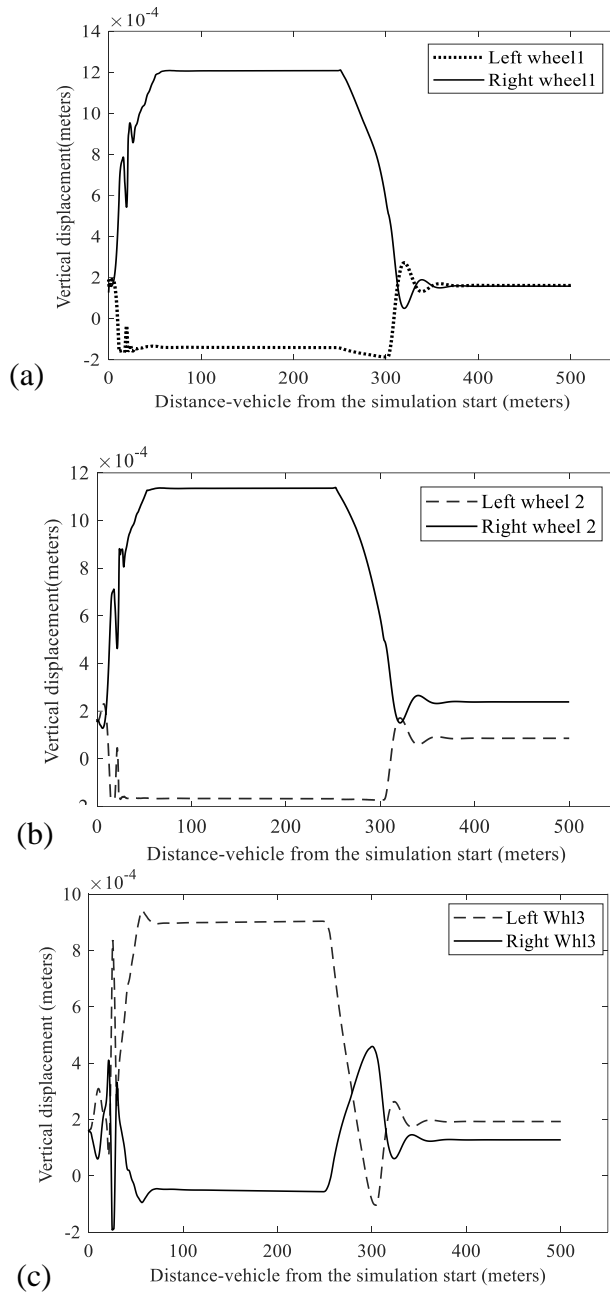 ×10⁻⁴
14
12
10
8
6
4
2
0
-2
Vertical displacement(meters)
Left wheel1
Right wheel1
0 100 200 300 400 500
Distance-vehicle from the simulation start (meters)
(a)
×10⁻⁴
12
10
8
6
4
2
0
2
Vertical displacement(meters)
Left wheel 2
Right wheel 2
0 100 200 300 400 500
Distance-vehicle from the simulation start (meters)
(b)
×10⁻⁴
10
8
6
4
2
0
-2
Vertical displacement (meters)
Left Whl3
Right Whl3
0 100 200 300 400 500
Distance-vehicle from the simulation start (meters)
(c)